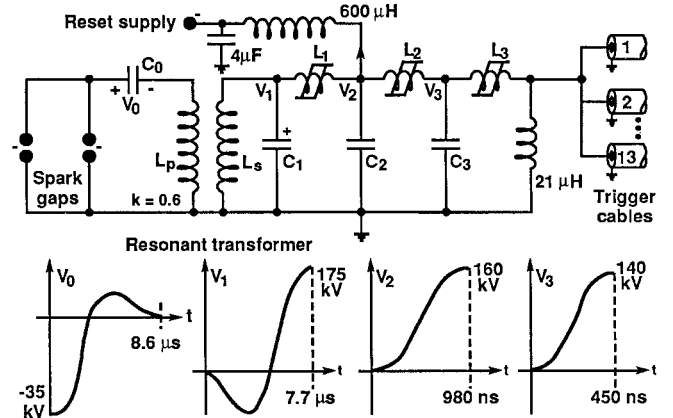 600 μH
Reset supply -
4μF
C0
+ V0 -
L1
L2
L3
V1
V2
V3
1
2
13
-
-
Spark gaps
Lp
Ls
+
C1
C2
C3
21 μH
Trigger cables
k = 0.6
Resonant transformer
V0
t
8.6 μs
-35 kV
V1
175 kV
t
7.7 μs
V2
160 kV
t
980 ns
V3
140 kV
t
450 ns